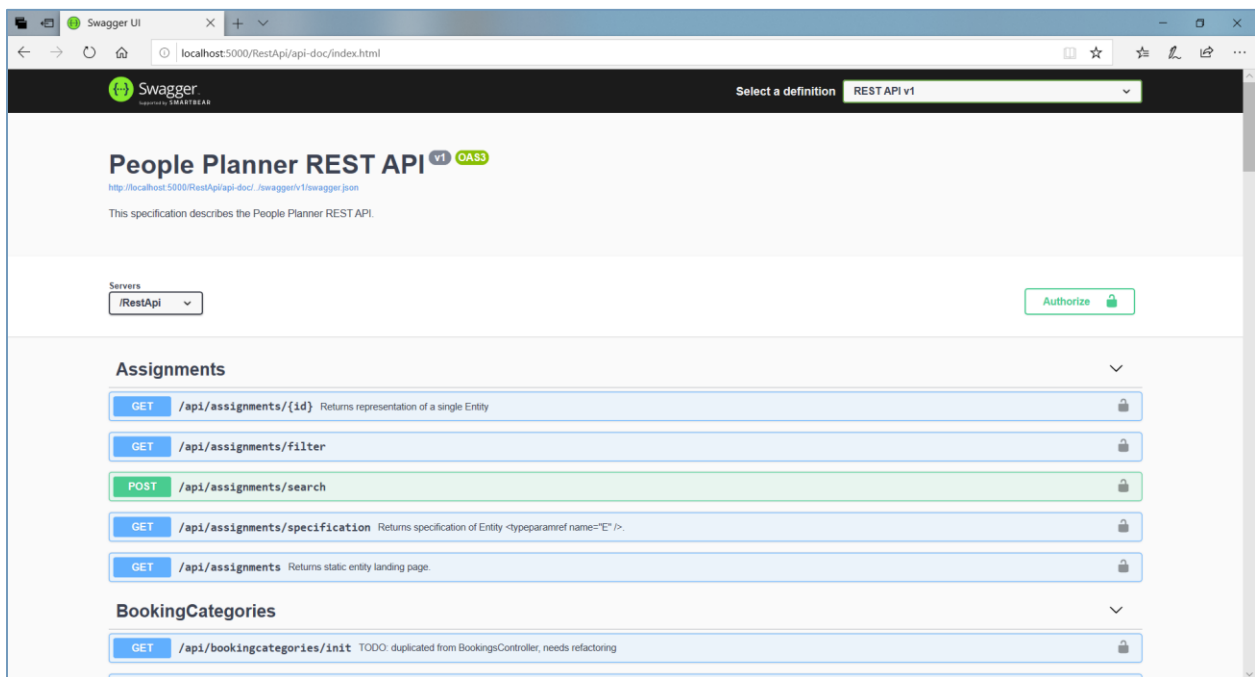 Swagger UI
localhost:5000/RestApi/api-doc/index.html
Swagger.
Supported by SMARTBEAR
Select a definition
REST API v1
People Planner REST API v1 OAS3
http://localhost:5000/RestApi/api-doc/../swagger/v1/swagger.json
This specification describes the People Planner REST API.
Servers
/RestApi
Authorize
Assignments
GET /api/assignments/{id} Returns representation of a single Entity
GET /api/assignments/filter
POST /api/assignments/search
GET /api/assignments/specification Returns specification of Entity <typeparamref name="E" />.
GET /api/assignments Returns static entity landing page.
BookingCategories
GET /api/bookingcategories/init TODO: duplicated from BookingsController, needs refactoring